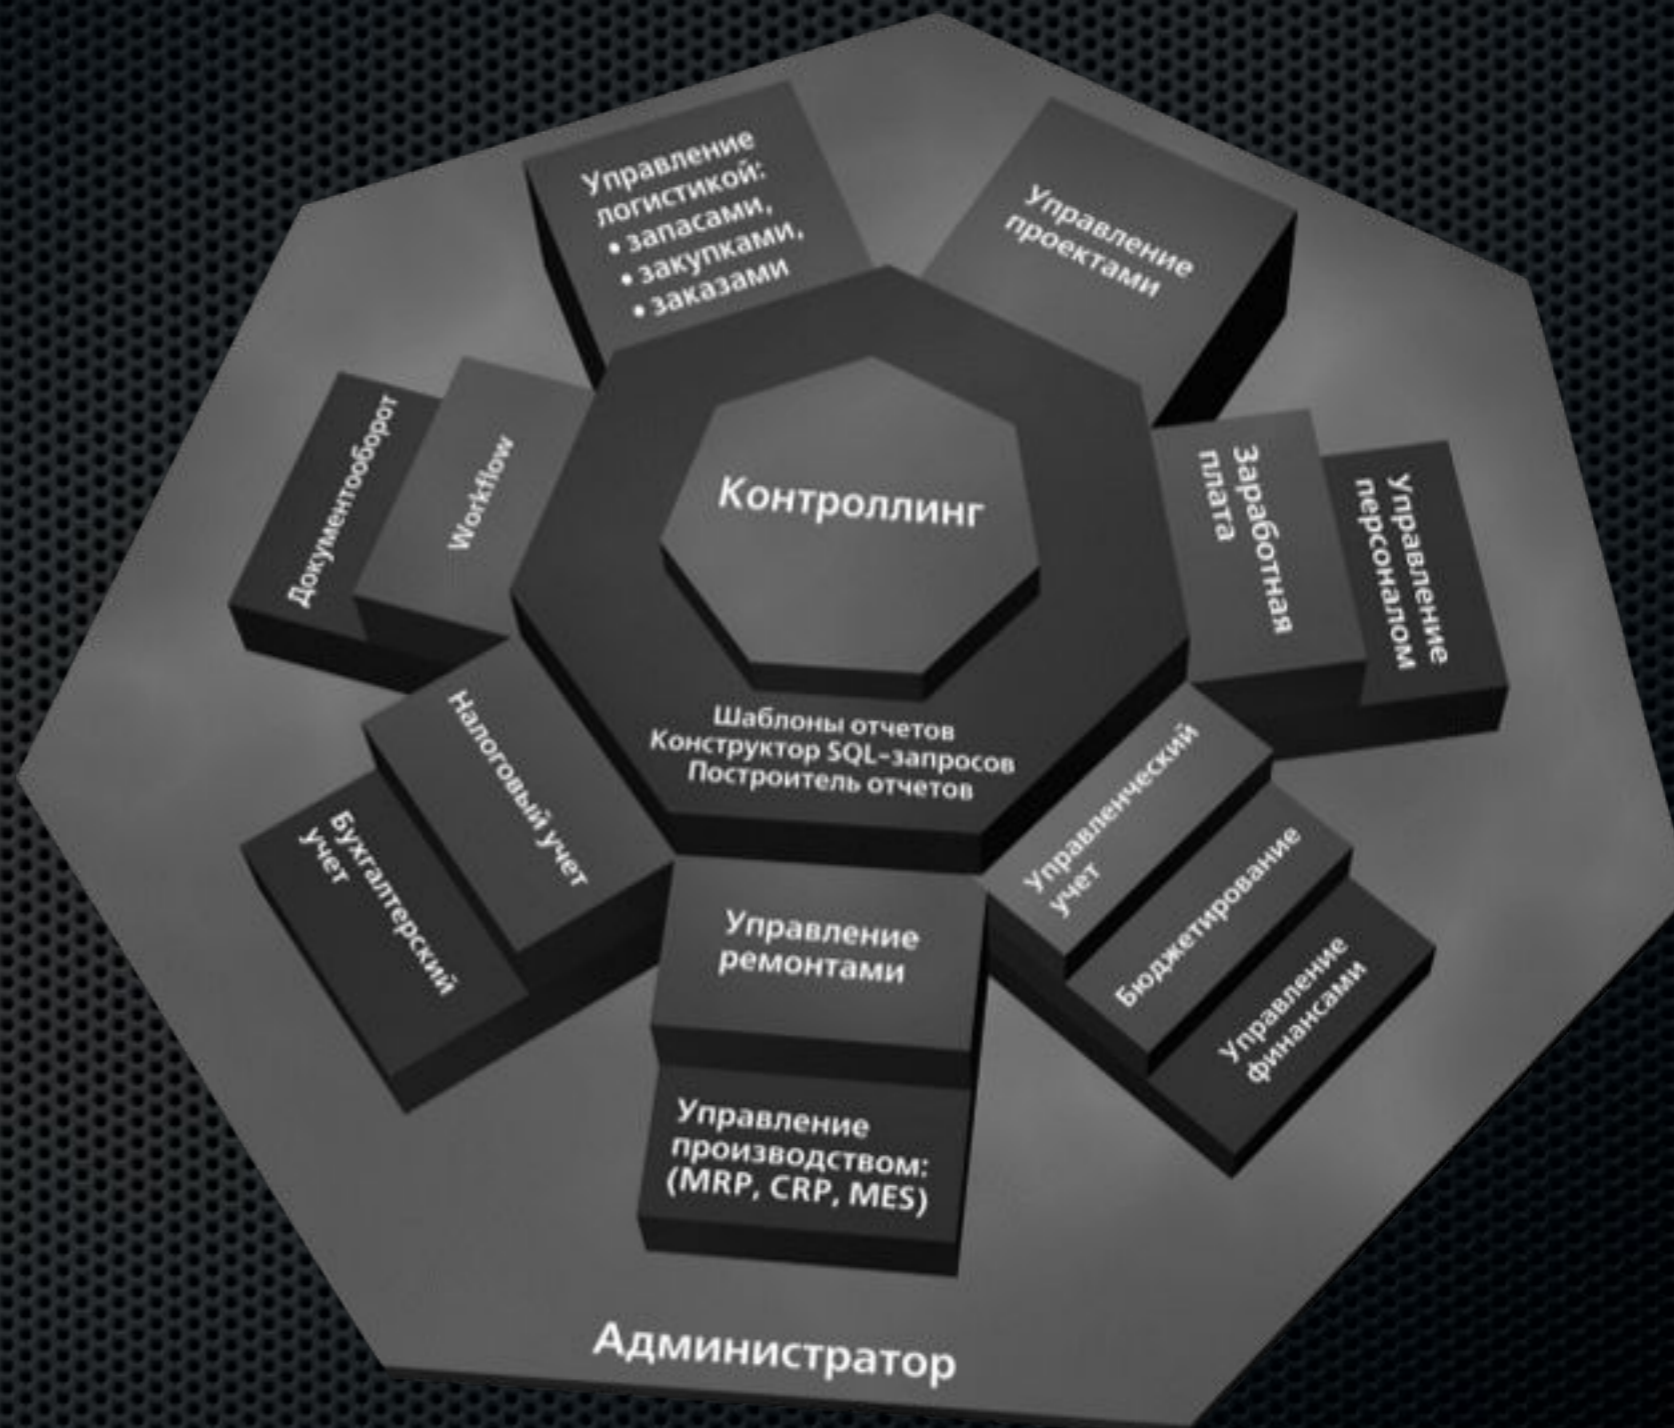 Управление
логистикой:
• запасами,
• закупками,
• заказами
Управление
проектами
Документооборот
Workflow
Контроллинг
Заработная
плата
Управление
персоналом
Шаблоны отчетов
Конструктор SQL-запросов
Построитель отчетов
Налоговый учет
Бухгалтерский
учет
Управленческий
учет
Бюджетирование
Управление
финансами
Управление
ремонтами
Управление
производством:
(MRP, CRP, MES)
Администратор